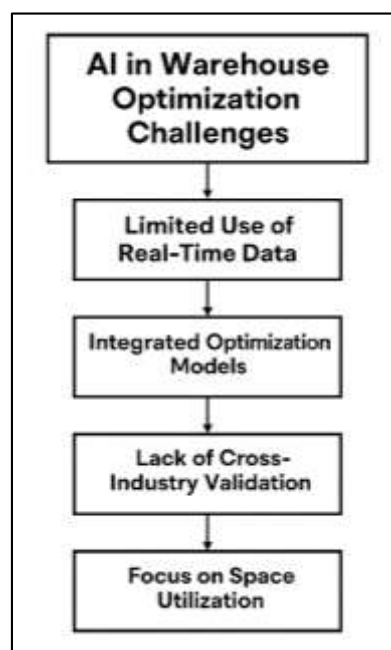 AI in Warehouse
Optimization
Challenges
Limited Use of
Real-Time Data
Integrated Optimization
Models
Lack of Cross-
Industry Validation
Focus on Space
Utilization